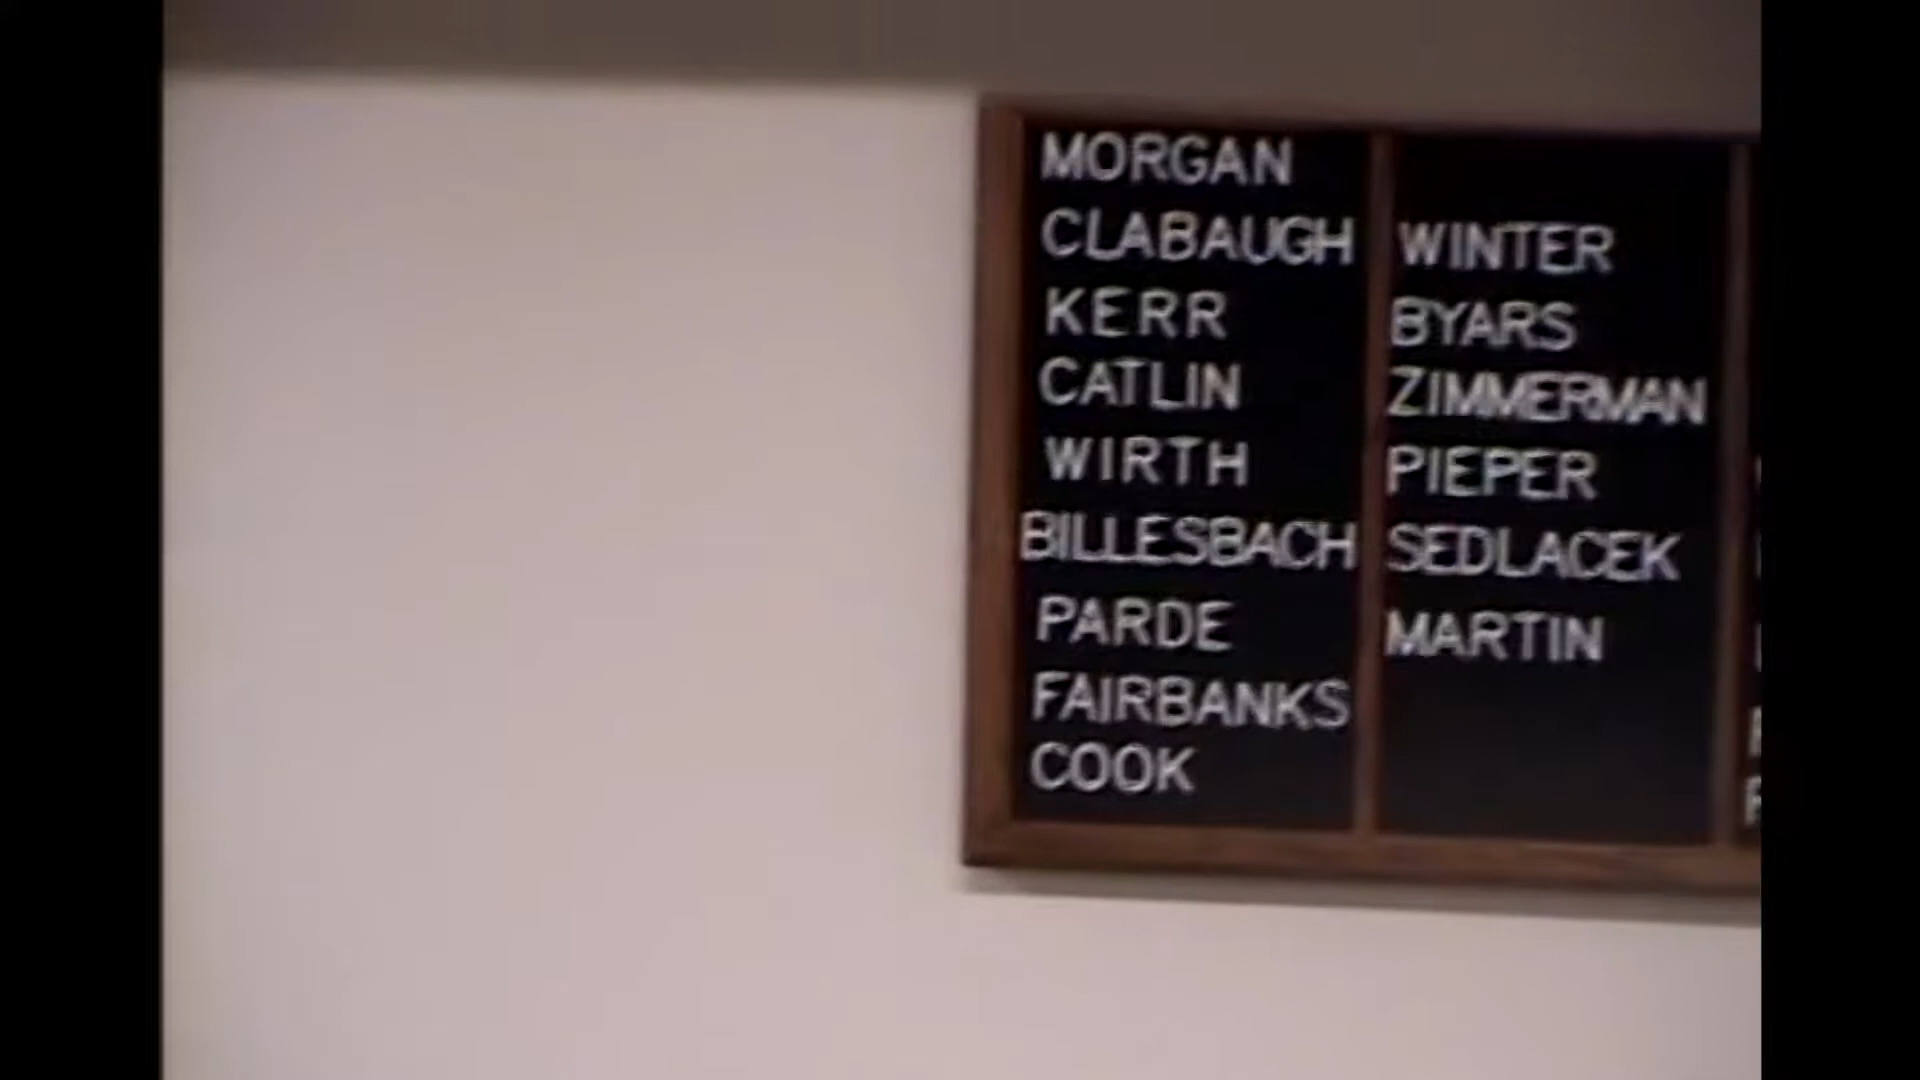 MORGAN
CLABAUGH
KERR
CATLIN
WIRTH
BILLESBACH
PARDE
FAIRBANKS
COOK
WINTER
BYARS
ZIMMERMAN
PIEPER
SEDLACEK
MARTIN